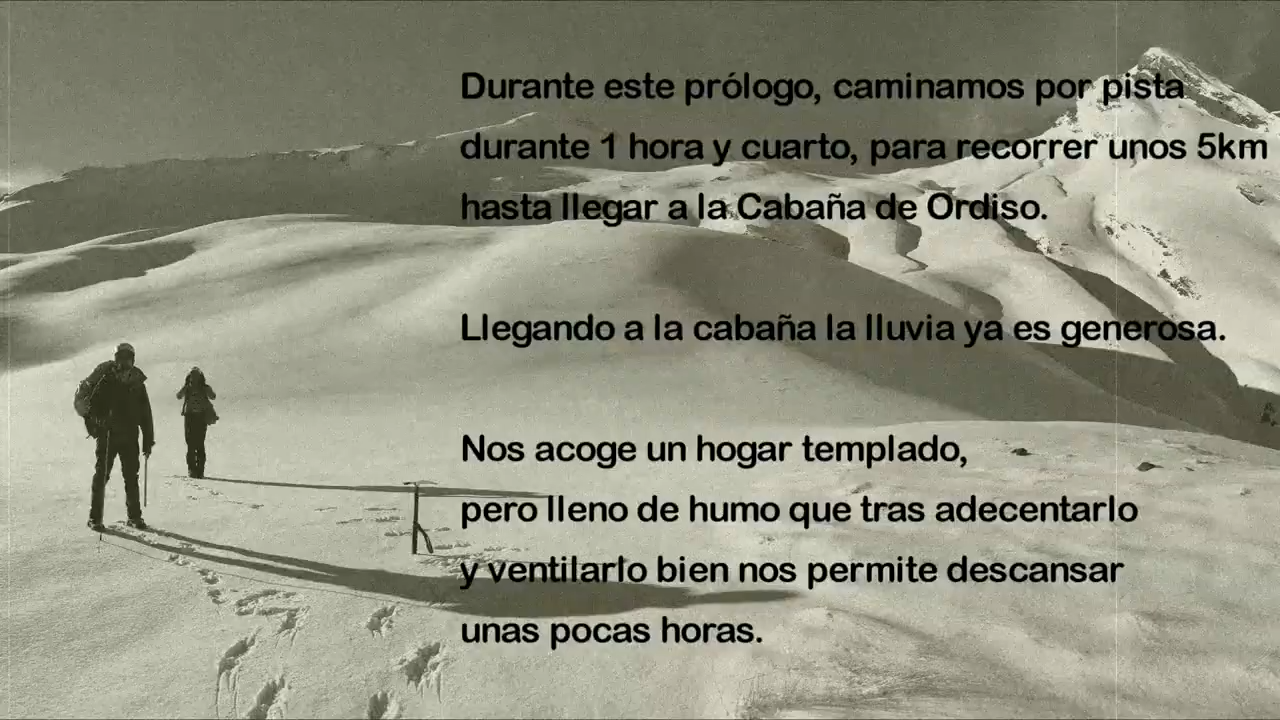 Durante este prólogo, caminamos por pista
durante 1 hora y cuarto, para recorrer unos 5km
hasta llegar a la Cabaña de Ordiso.
Llegando a la cabaña la lluvia ya es generosa.
Nos acoge un hogar templado,
pero lleno de humo que tras adecentarlo
y ventilarlo bien nos permite descansar
unas pocas horas.